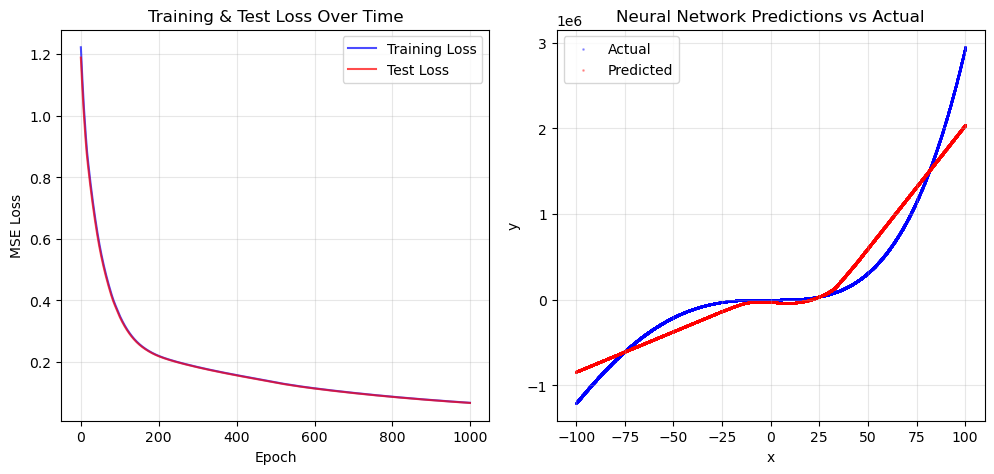 Training & Test Loss Over Time
MSE Loss
1.2
1.0
0.8
0.6
0.4
0.2
0
200
400
600
800
1000
Epoch
Training Loss
Test Loss
Neural Network Predictions vs Actual
1e6
y
3
2
1
0
−1
−100
−75
−50
−25
0
25
50
75
100
x
Actual
Predicted